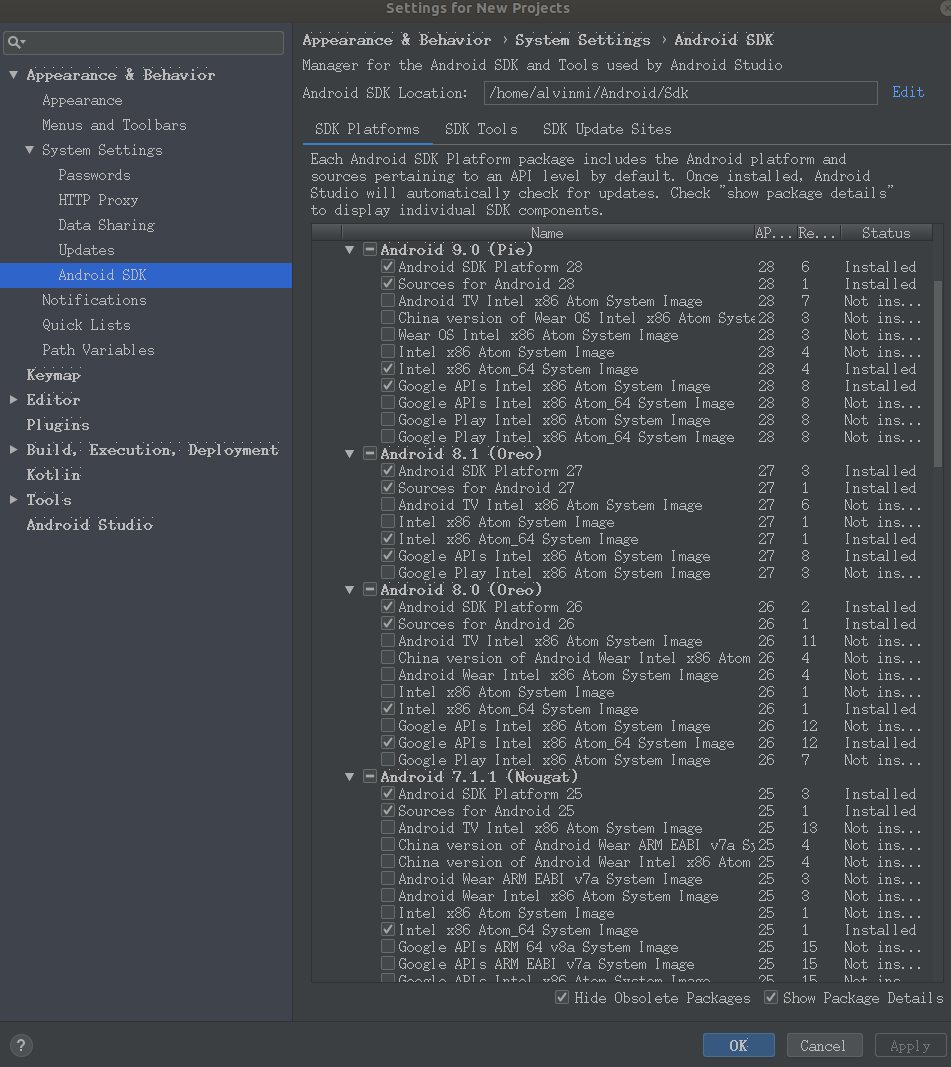 Settings for New Projects
Appearance & Behavior
Appearance
Menus and Toolbars
System Settings
Passwords
HTTP Proxy
Data Sharing
Updates
Android SDK
Notifications
Quick Lists
Path Variables
Keymap
Editor
Plugins
Build, Execution, Deployment
Kotlin
Tools
Android Studio
Appearance & Behavior › System Settings › Android SDK
Manager for the Android SDK and Tools used by Android Studio
Android SDK Location: /home/alvinmi/Android/Sdk Edit
SDK Platforms SDK Tools SDK Update Sites
Each Android SDK Platform package includes the Android platform and
sources pertaining to an API level by default. Once installed, Android
Studio will automatically check for updates. Check "show package details"
to display individual SDK components.
Name AP... Re... Status
Android 9.0 (Pie)
Android SDK Platform 28 28 6 Installed
Sources for Android 28 28 1 Installed
Android TV Intel x86 Atom System Image 28 7 Not ins...
China version of Wear OS Intel x86 Atom Syste 28 3 Not ins...
Wear OS Intel x86 Atom System Image 28 3 Not ins...
Intel x86 Atom System Image 28 4 Not ins...
Intel x86 Atom_64 System Image 28 4 Installed
Google APIs Intel x86 Atom System Image 28 8 Installed
Google APIs Intel x86 Atom_64 System Image 28 8 Not ins...
Google Play Intel x86 Atom System Image 28 8 Not ins...
Google Play Intel x86 Atom_64 System Image 28 8 Not ins...
Android 8.1 (Oreo)
Android SDK Platform 27 27 3 Installed
Sources for Android 27 27 1 Installed
Android TV Intel x86 Atom System Image 27 6 Not ins...
Intel x86 Atom System Image 27 1 Not ins...
Intel x86 Atom_64 System Image 27 1 Installed
Google APIs Intel x86 Atom System Image 27 8 Installed
Google Play Intel x86 Atom System Image 27 3 Not ins...
Android 8.0 (Oreo)
Android SDK Platform 26 26 2 Installed
Sources for Android 26 26 1 Installed
Android TV Intel x86 Atom System Image 26 11 Not ins...
China version of Android Wear Intel x86 Atom 26 4 Not ins...
Android Wear Intel x86 Atom System Image 26 4 Not ins...
Intel x86 Atom System Image 26 1 Not ins...
Intel x86 Atom_64 System Image 26 1 Installed
Google APIs Intel x86 Atom System Image 26 12 Not ins...
Google APIs Intel x86 Atom_64 System Image 26 12 Installed
Google Play Intel x86 Atom System Image 26 7 Not ins...
Android 7.1.1 (Nougat)
Android SDK Platform 25 25 3 Installed
Sources for Android 25 25 1 Installed
Android TV Intel x86 Atom System Image 25 13 Not ins...
China version of Android Wear ARM EABI v7a Sy 25 4 Not ins...
China version of Android Wear Intel x86 Atom 25 4 Not ins...
Android Wear ARM EABI v7a System Image 25 3 Not ins...
Android Wear Intel x86 Atom System Image 25 3 Not ins...
Intel x86 Atom System Image 25 1 Not ins...
Intel x86 Atom_64 System Image 25 1 Installed
Google APIs ARM 64 v8a System Image 25 15 Not ins...
Google APIs ARM EABI v7a System Image 25 15 Not ins...
Google APIs Intel x86 Atom System Image 25 15 Not ins...
Hide Obsolete Packages Show Package Details
? OK Cancel Apply